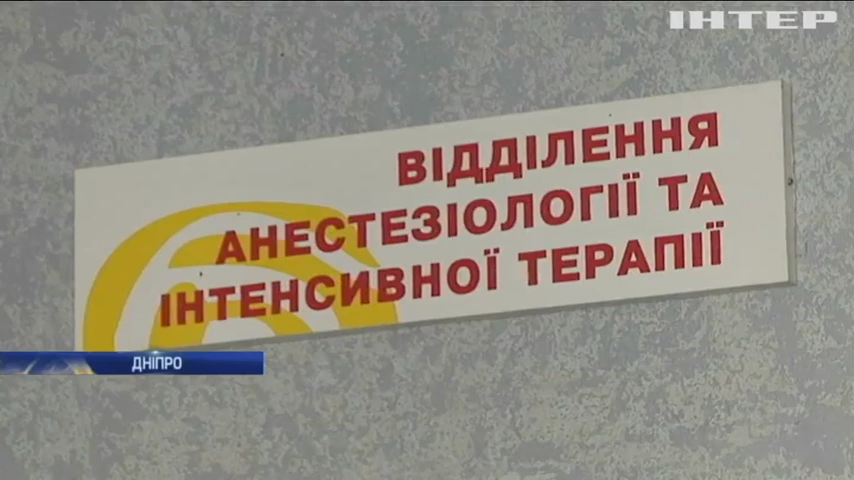 ІНТЕР
ВІДДІЛЕННЯ
АНЕСТЕЗІОЛОГІЇ ТА
ІНТЕНСИВНОЇ ТЕРАПІЇ
ДНІПРО